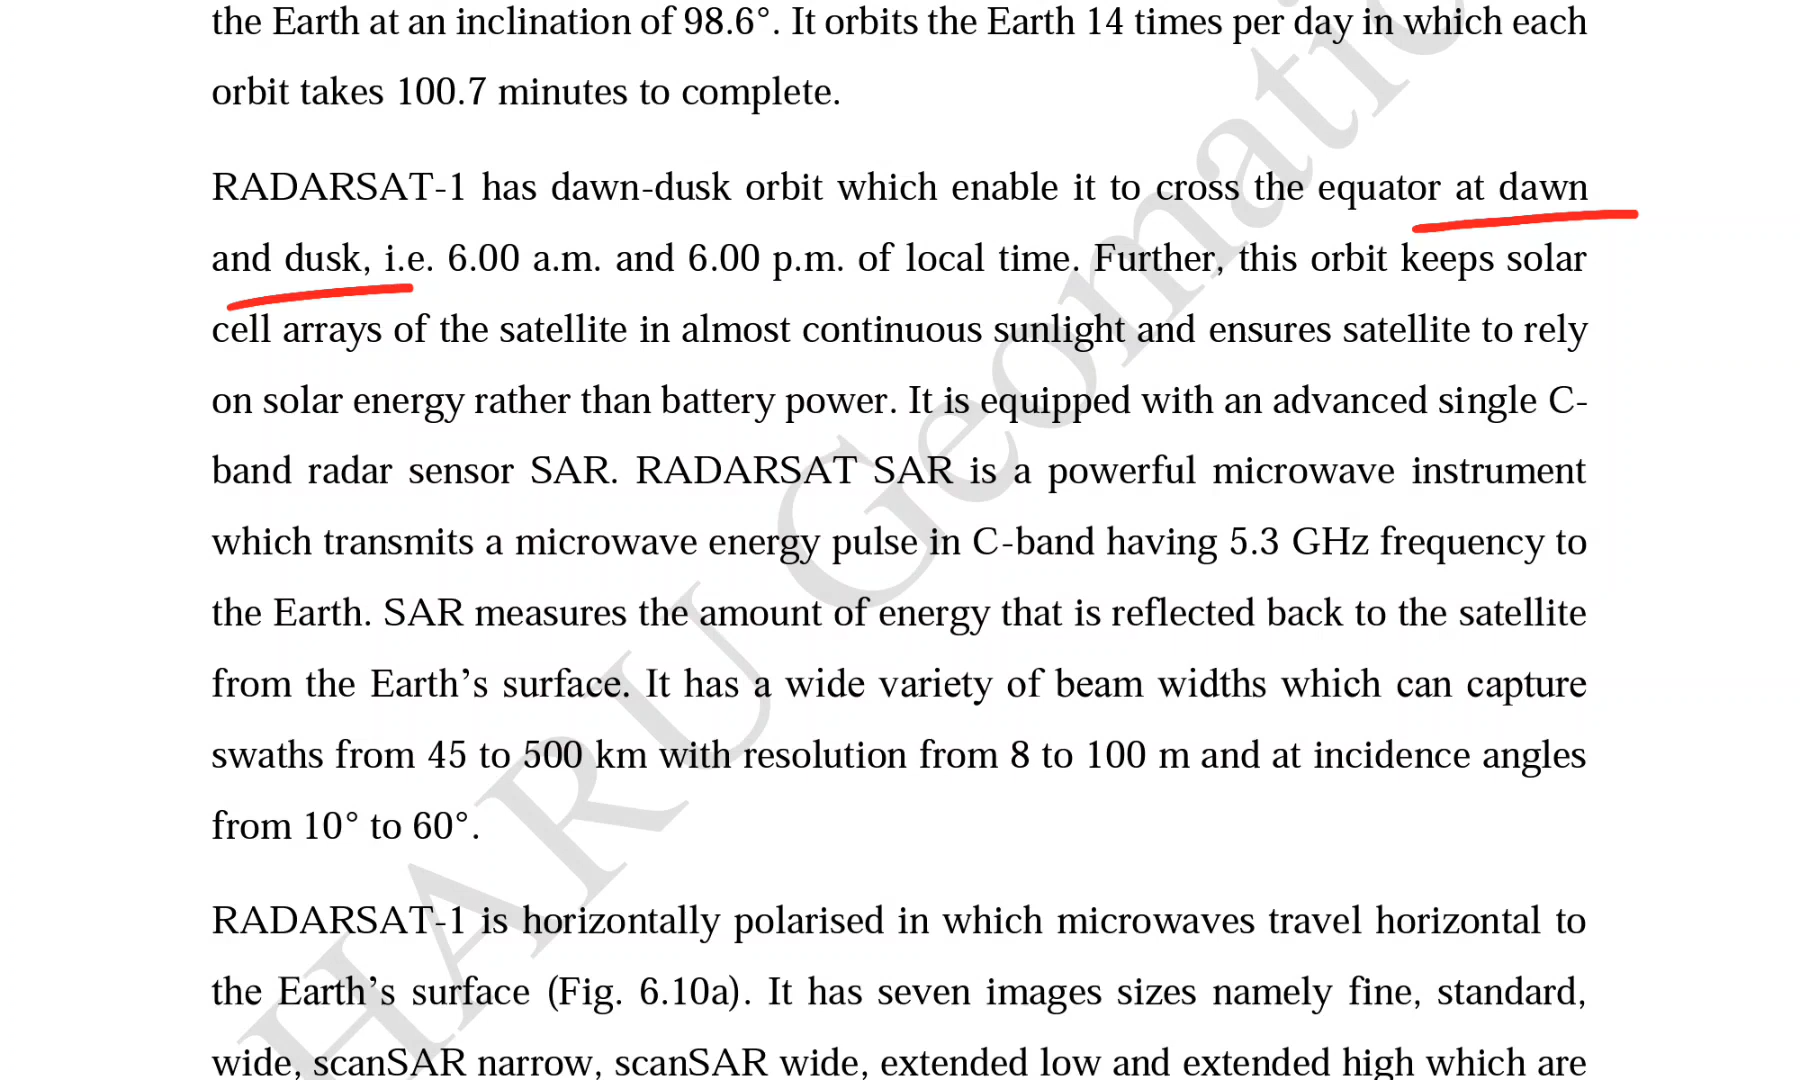 the Earth at an inclination of 98.6°. It orbits the Earth 14 times per day in which each
orbit takes 100.7 minutes to complete.
RADARSAT-1 has dawn-dusk orbit which enable it to cross the equator at dawn
and dusk, i.e. 6.00 a.m. and 6.00 p.m. of local time. Further, this orbit keeps solar
cell arrays of the satellite in almost continuous sunlight and ensures satellite to rely
on solar energy rather than battery power. It is equipped with an advanced single C-
band radar sensor SAR. RADARSAT SAR is a powerful microwave instrument
which transmits a microwave energy pulse in C-band having 5.3 GHz frequency to
the Earth. SAR measures the amount of energy that is reflected back to the satellite
from the Earth’s surface. It has a wide variety of beam widths which can capture
swaths from 45 to 500 km with resolution from 8 to 100 m and at incidence angles
from 10° to 60°.
RADARSAT-1 is horizontally polarised in which microwaves travel horizontal to
the Earth’s surface (Fig. 6.10a). It has seven images sizes namely fine, standard,
wide, scanSAR narrow, scanSAR wide, extended low and extended high which are
HARU Geomatic